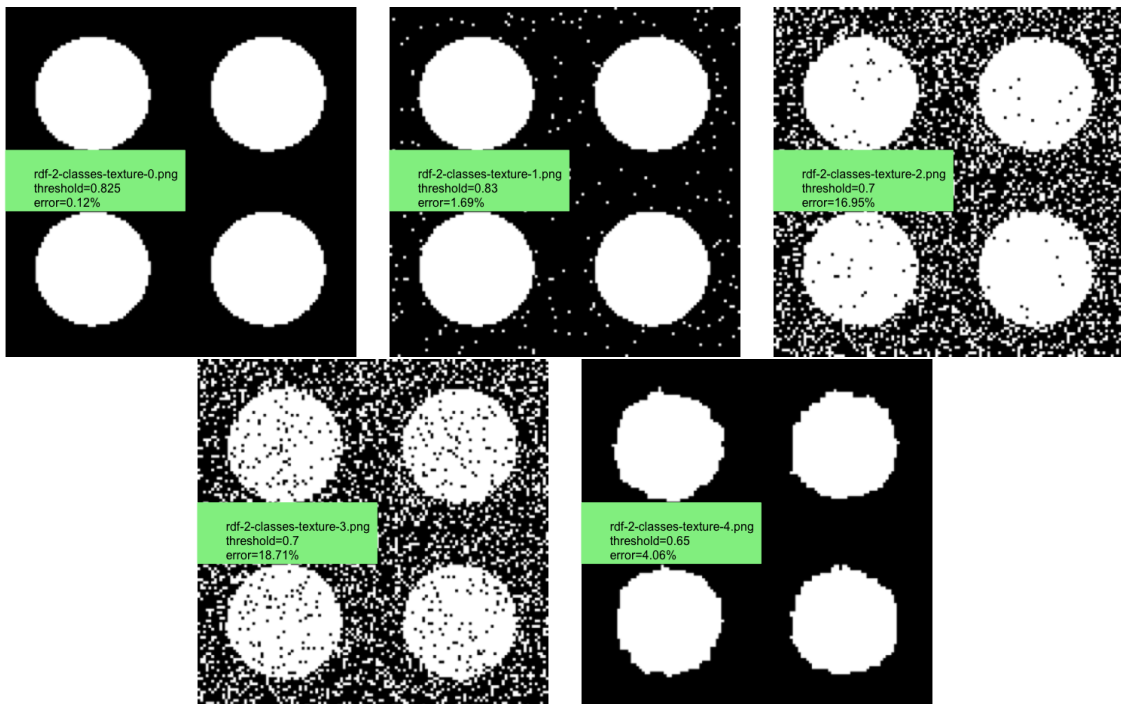 rdf-2-classes-texture-0.png
threshold=0.825
error=0.12%
rdf-2-classes-texture-1.png
threshold=0.83
error=1.69%
rdf-2-classes-texture-2.png
threshold=0.7
error=16.95%
rdf-2-classes-texture-3.png
threshold=0.7
error=18.71%
rdf-2-classes-texture-4.png
threshold=0.65
error=4.06%